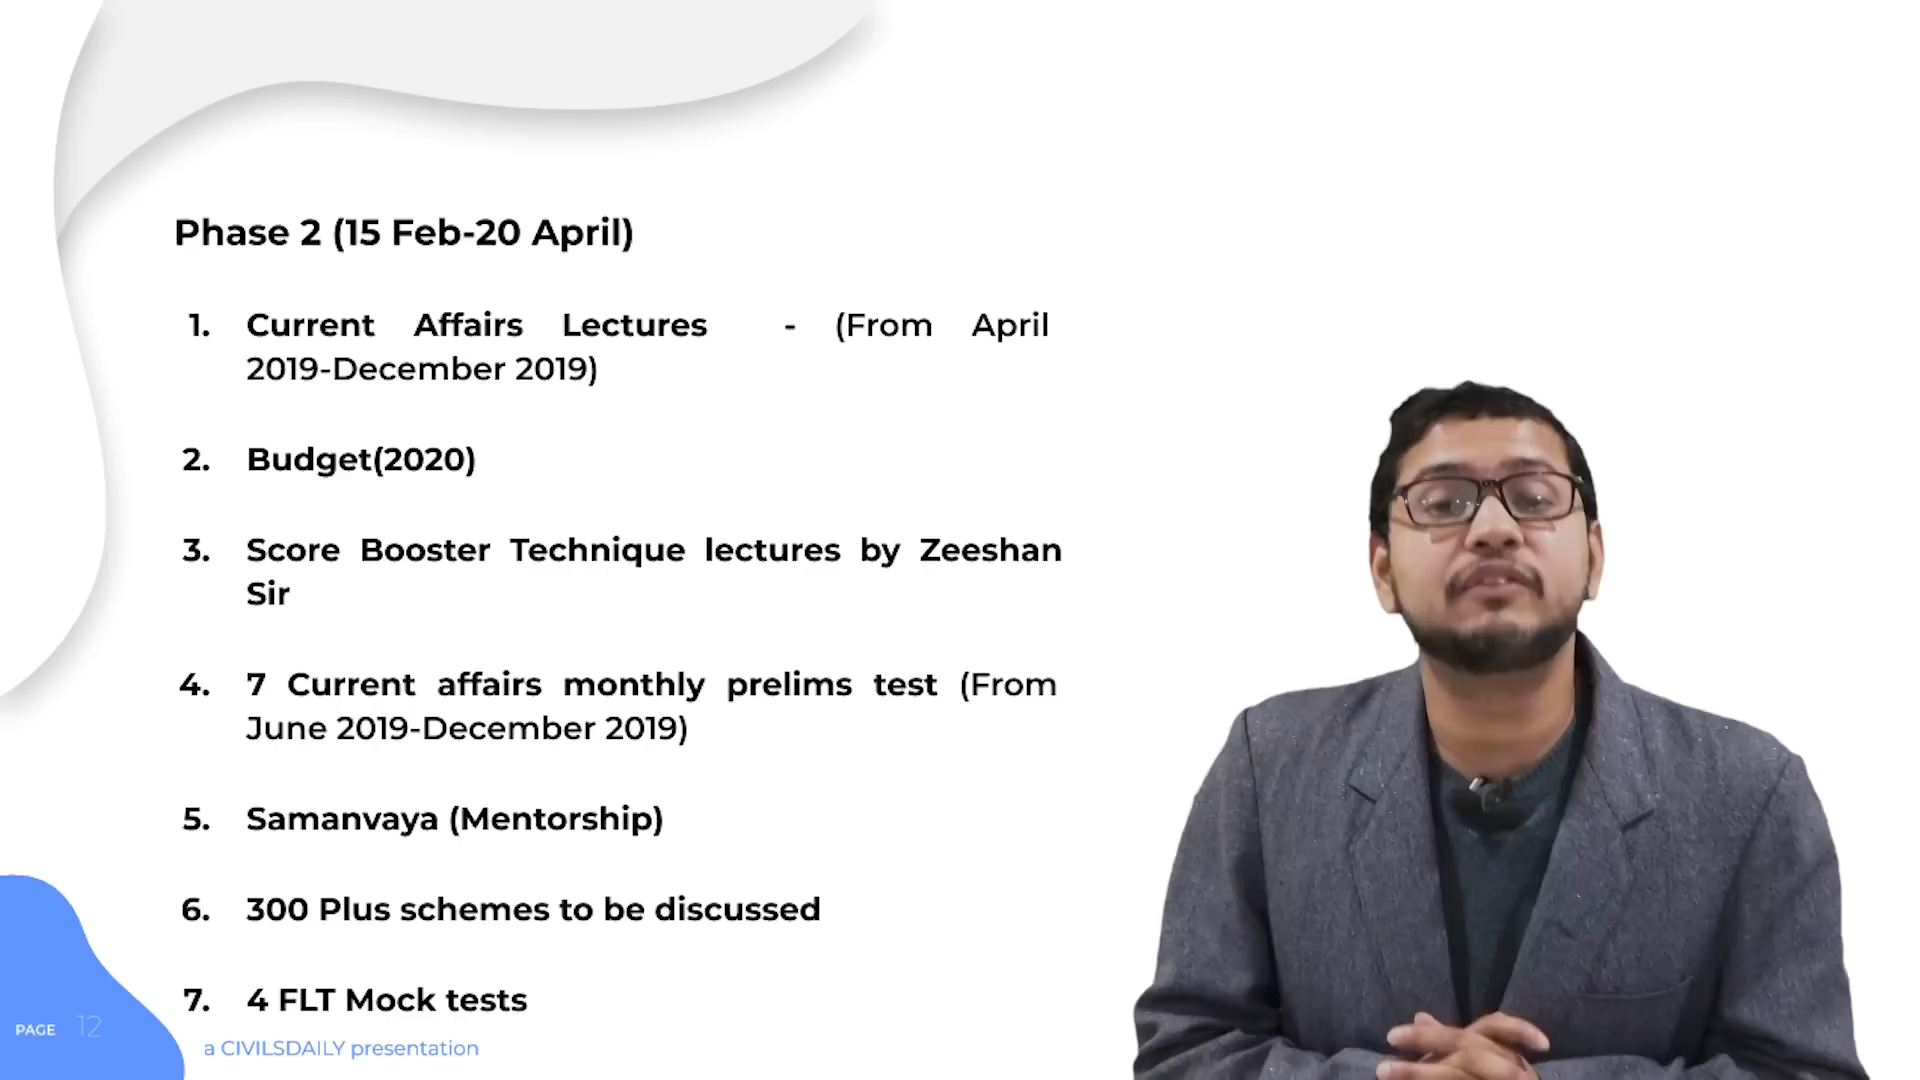 Phase 2 (15 Feb-20 April)
1. Current Affairs Lectures - (From April
2019-December 2019)
2. Budget(2020)
3. Score Booster Technique lectures by Zeeshan
Sir
4. 7 Current affairs monthly prelims test (From
June 2019-December 2019)
5. Samanvaya (Mentorship)
6. 300 Plus schemes to be discussed
7. 4 FLT Mock tests
PAGE 12
a CIVILSDAILY presentation